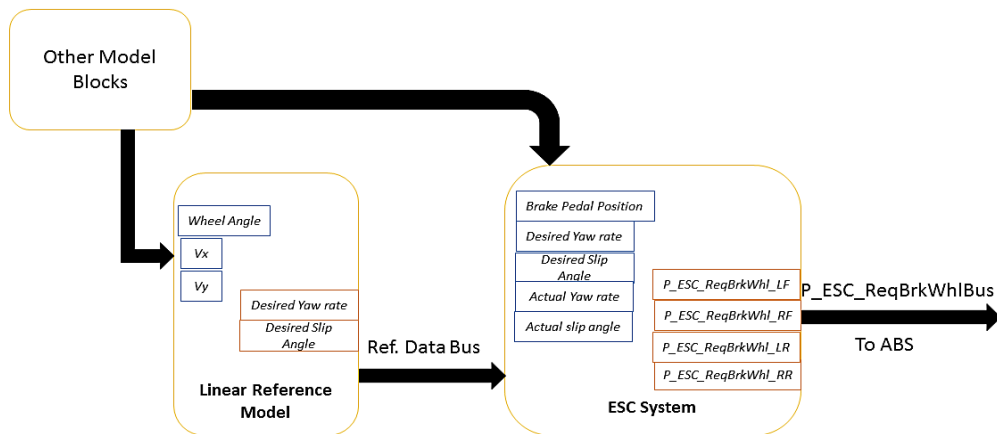 Other Model
Blocks
Wheel Angle
Vx
Vy
Desired Yaw rate
Desired Slip
Angle
Linear Reference
Model
Ref. Data Bus
Brake Pedal Position
Desired Yaw rate
Desired Slip
Angle
Actual Yaw rate
Actual slip angle
P_ESC_ReqBrkWhl_LF
P_ESC_ReqBrkWhl_RF
P_ESC_ReqBrkWhl_LR
P_ESC_ReqBrkWhl_RR
ESC System
P_ESC_ReqBrkWhlBus
To ABS